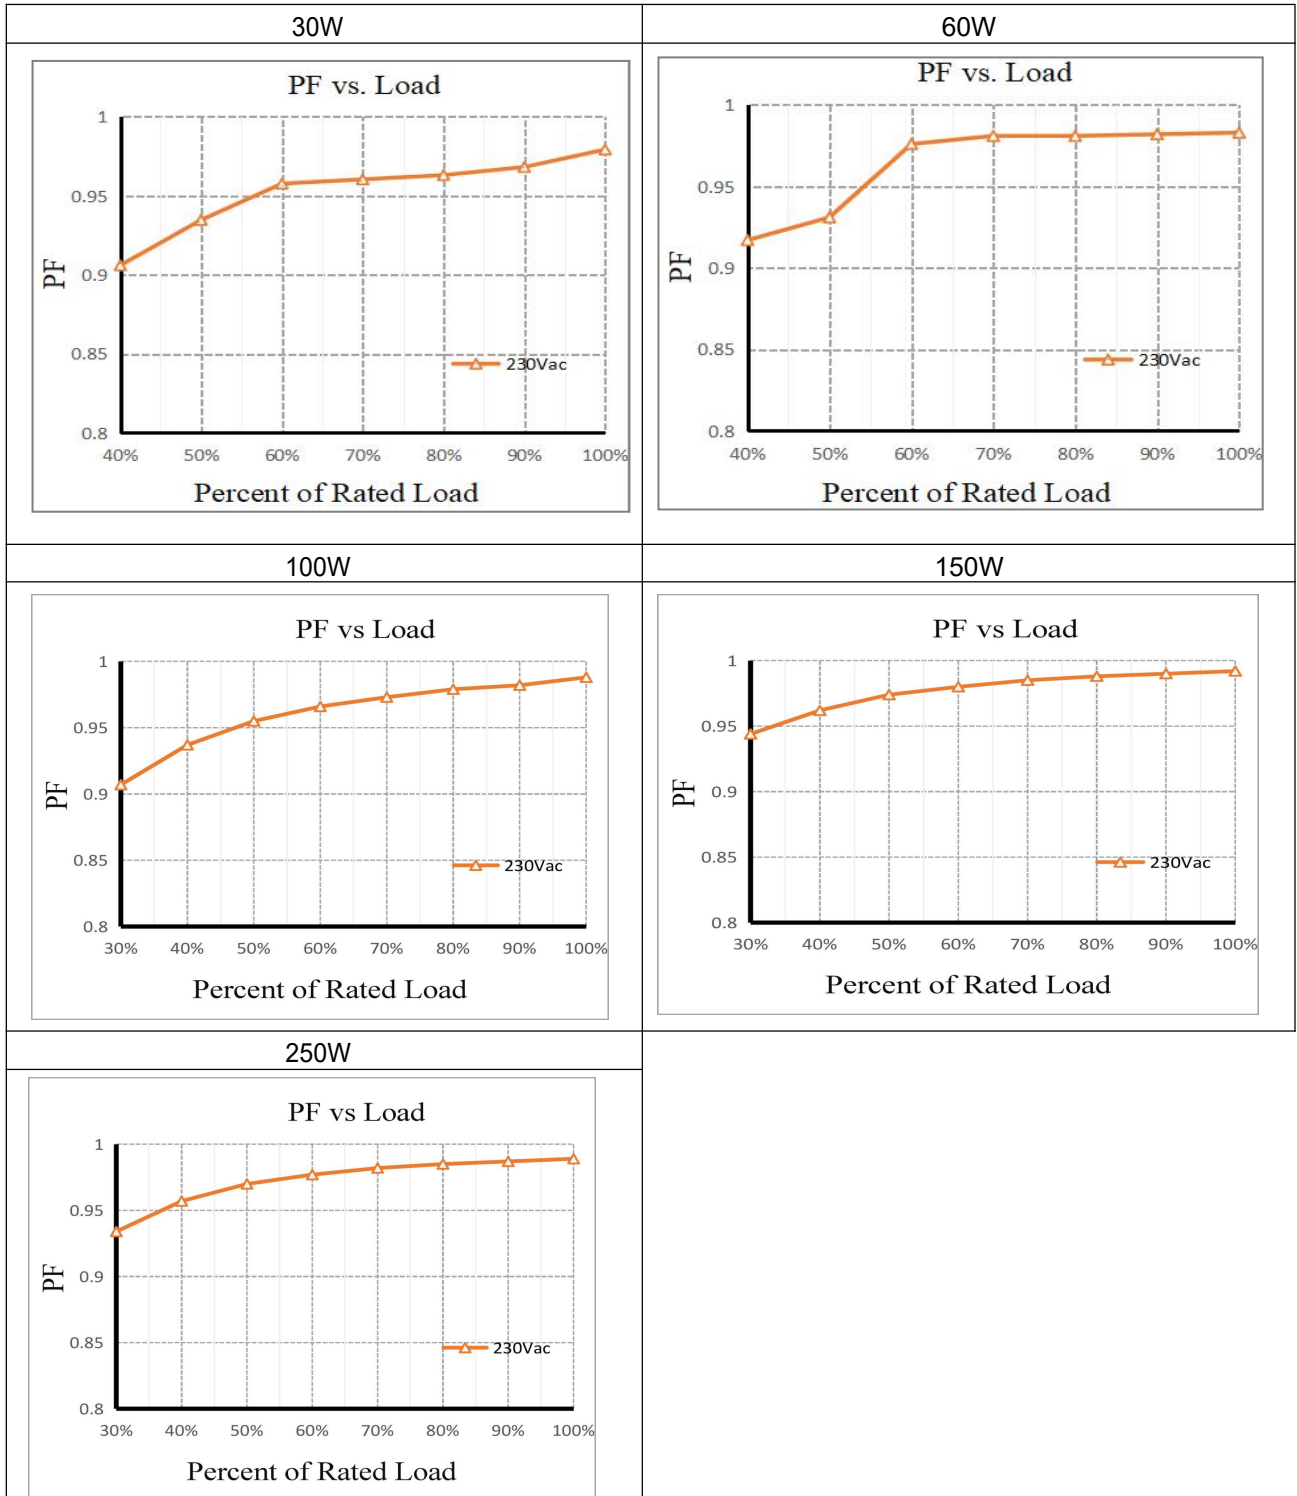 30W
60W
PF vs. Load
1
0.95
0.9
0.85
0.8
PF
230Vac
40% 50% 60% 70% 80% 90% 100%
Percent of Rated Load
PF vs. Load
1
0.95
0.9
0.85
0.8
PF
230Vac
40% 50% 60% 70% 80% 90% 100%
Percent of Rated Load
100W
150W
PF vs Load
1
0.95
0.9
0.85
0.8
PF
230Vac
30% 40% 50% 60% 70% 80% 90% 100%
Percent of Rated Load
PF vs Load
1
0.95
0.9
0.85
0.8
PF
230Vac
30% 40% 50% 60% 70% 80% 90% 100%
Percent of Rated Load
250W
PF vs Load
1
0.95
0.9
0.85
0.8
PF
230Vac
30% 40% 50% 60% 70% 80% 90% 100%
Percent of Rated Load